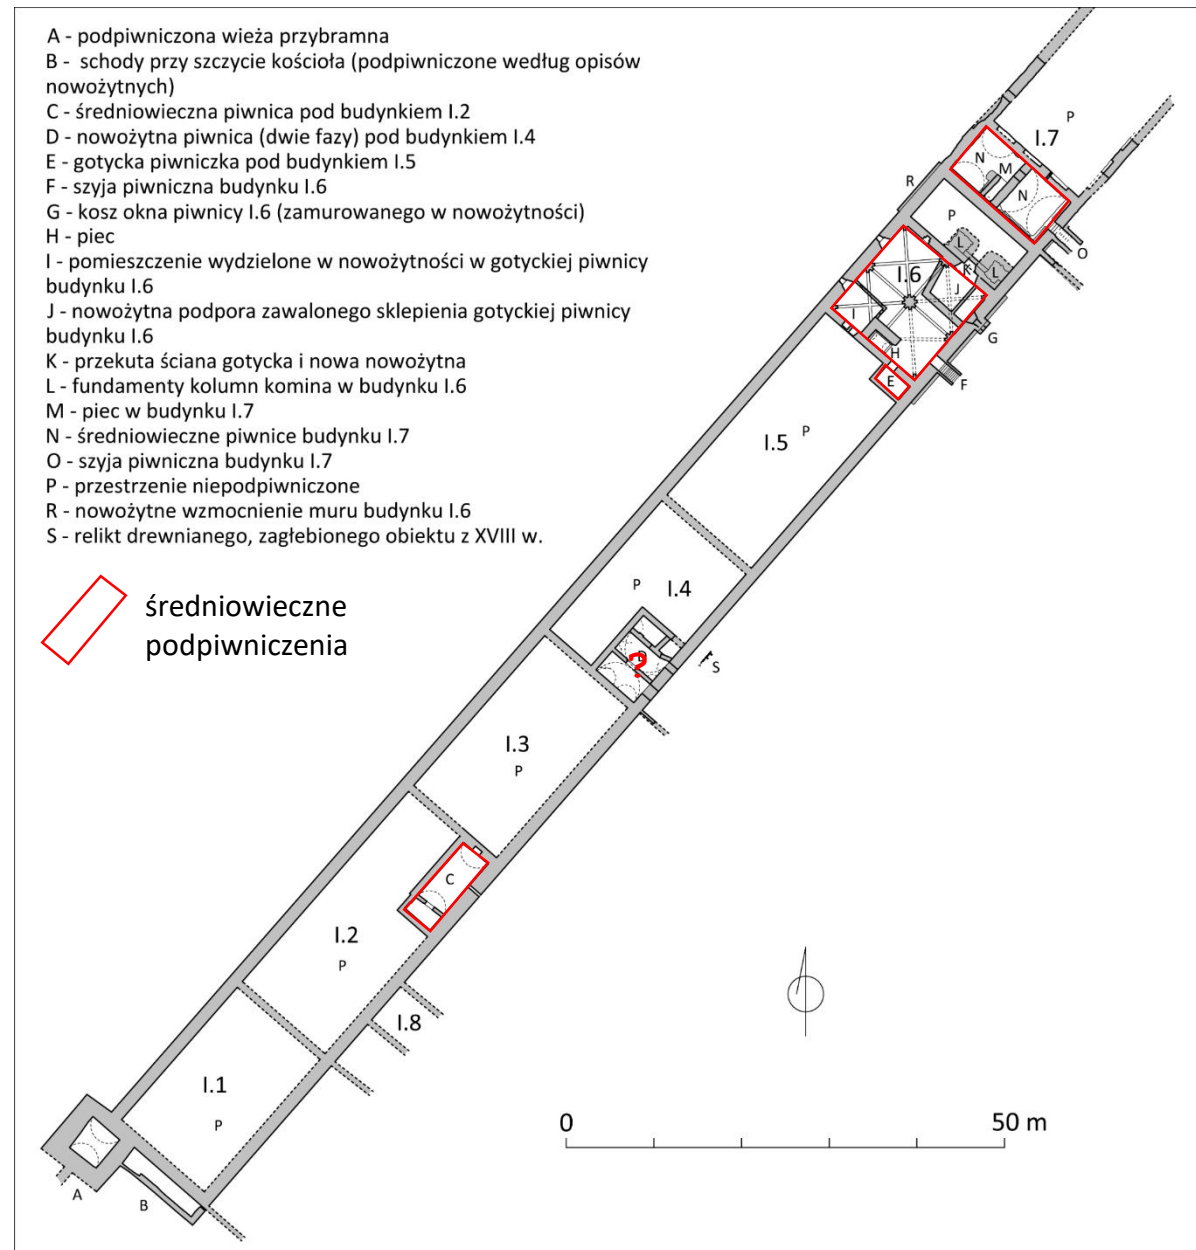 A - podpiwniczona wieża przybramna
B - schody przy szczycie kościoła (podpiwniczone według opisów
nowożytnych)
C - średniowieczna piwnica pod budynkiem I.2
D - nowożytna piwnica (dwie fazy) pod budynkiem I.4
E - gotycka piwniczka pod budynkiem I.5
F - szyja piwniczna budynku I.6
G - kosz okna piwnicy I.6 (zamurowanego w nowożytności)
H - piec
I - pomieszczenie wydzielone w nowożytności w gotyckiej piwnicy
budynku I.6
J - nowożytna podpora zawalonego sklepienia gotyckiej piwnicy
budynku I.6
K - przekuta ściana gotycka i nowa nowożytna
L - fundamenty kolumn komina w budynku I.6
M - piec w budynku I.7
N - średniowieczne piwnice budynku I.7
O - szyja piwniczna budynku I.7
P - przestrzenie niepodpiwniczone
R - nowożytne wzmocnienie muru budynku I.6
S - relikt drewnianego, zagłebionego obiektu z XVIII w.
średniowieczne
podpiwniczenia
P
I.7
N
M
N
R
P
O
L
K
L
I.6
J
I
G
H
E
F
I.5
P
P
I.4
D
?
S
I.3
P
C
I.2
P
I.8
I.1
P
A
B
0
50 m